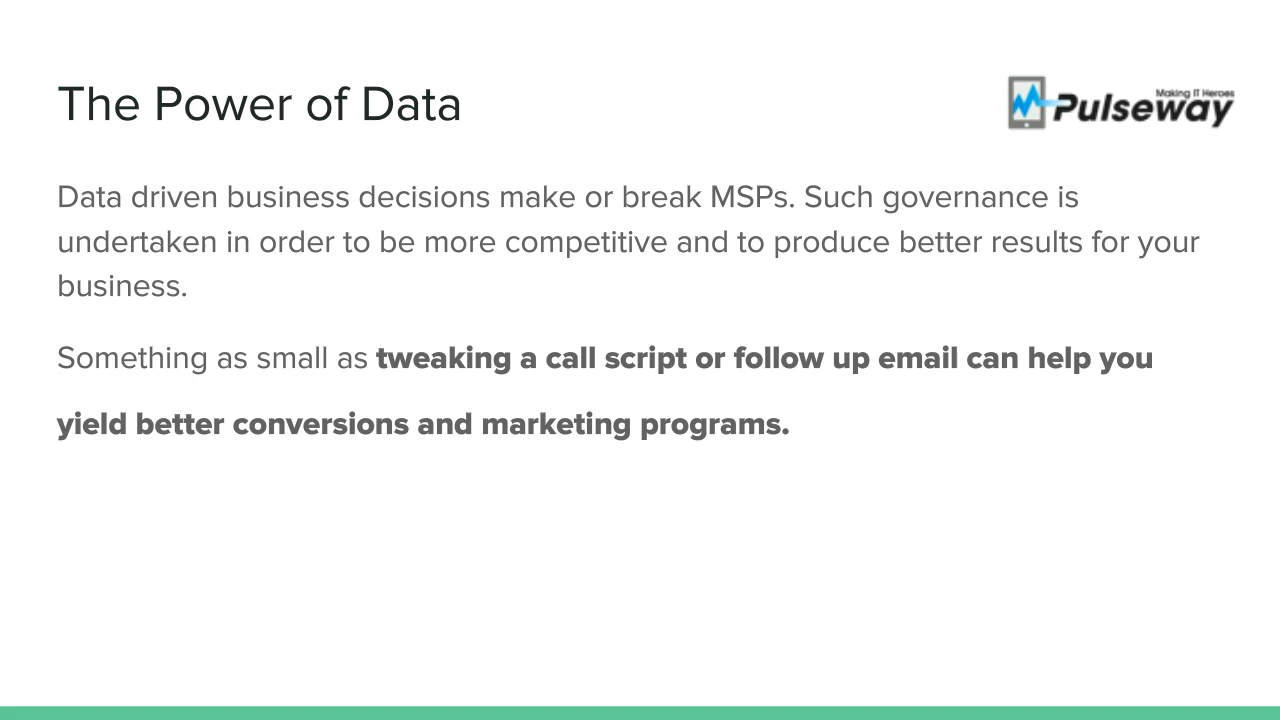 The Power of Data
Making IT Heroes
Pulseway
Data driven business decisions make or break MSPs. Such governance is
undertaken in order to be more competitive and to produce better results for your
business.
Something as small as tweaking a call script or follow up email can help you
yield better conversions and marketing programs.